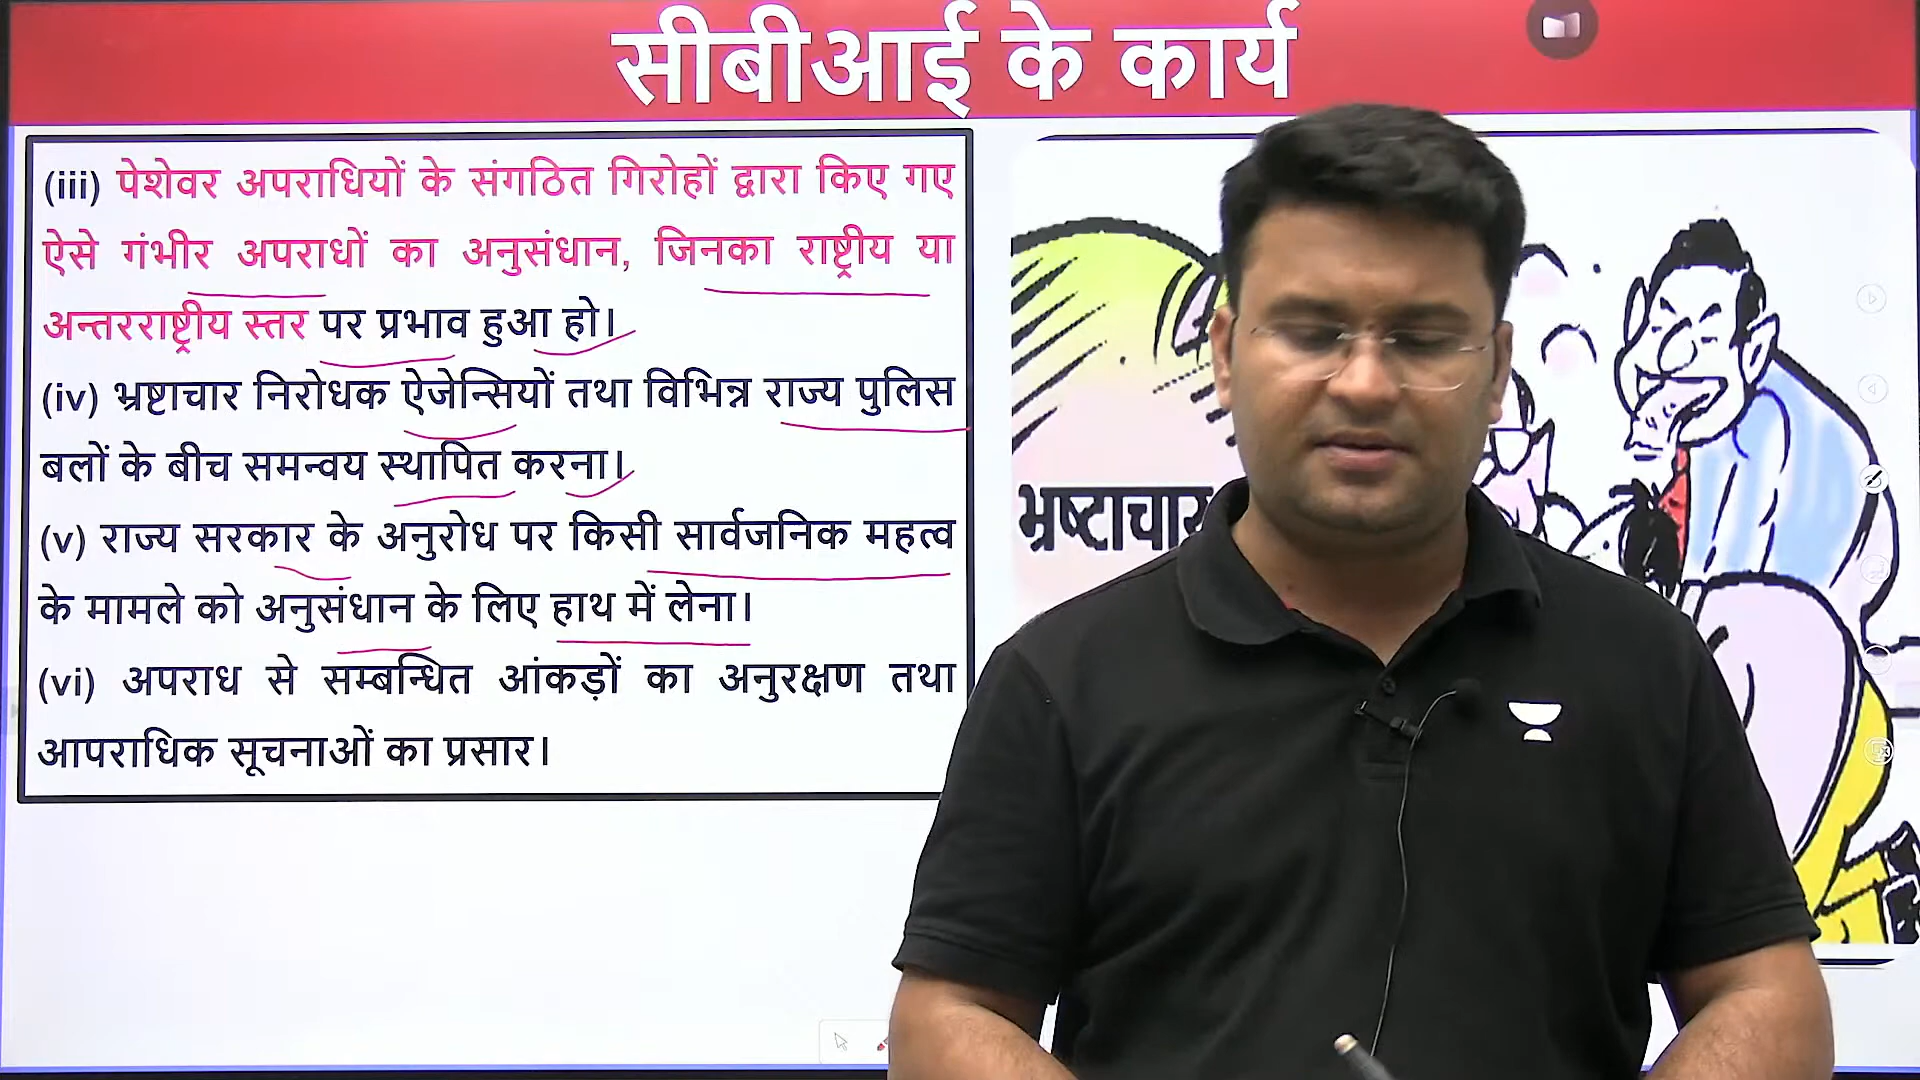 सीबीआई के कार्य
(iii) पेशेवर अपराधियों के संगठित गिरोहों द्वारा किए गए
ऐसे गंभीर अपराधों का अनुसंधान, जिनका राष्ट्रीय या
अन्तरराष्ट्रीय स्तर पर प्रभाव हुआ हो।
(iv) भ्रष्टाचार निरोधक ऐजेन्सियों तथा विभिन्न राज्य पुलिस
बलों के बीच समन्वय स्थापित करना।
(v) राज्य सरकार के अनुरोध पर किसी सार्वजनिक महत्व
के मामले को अनुसंधान के लिए हाथ में लेना।
(vi) अपराध से सम्बन्धित आंकड़ों का अनुरक्षण तथा
आपराधिक सूचनाओं का प्रसार।